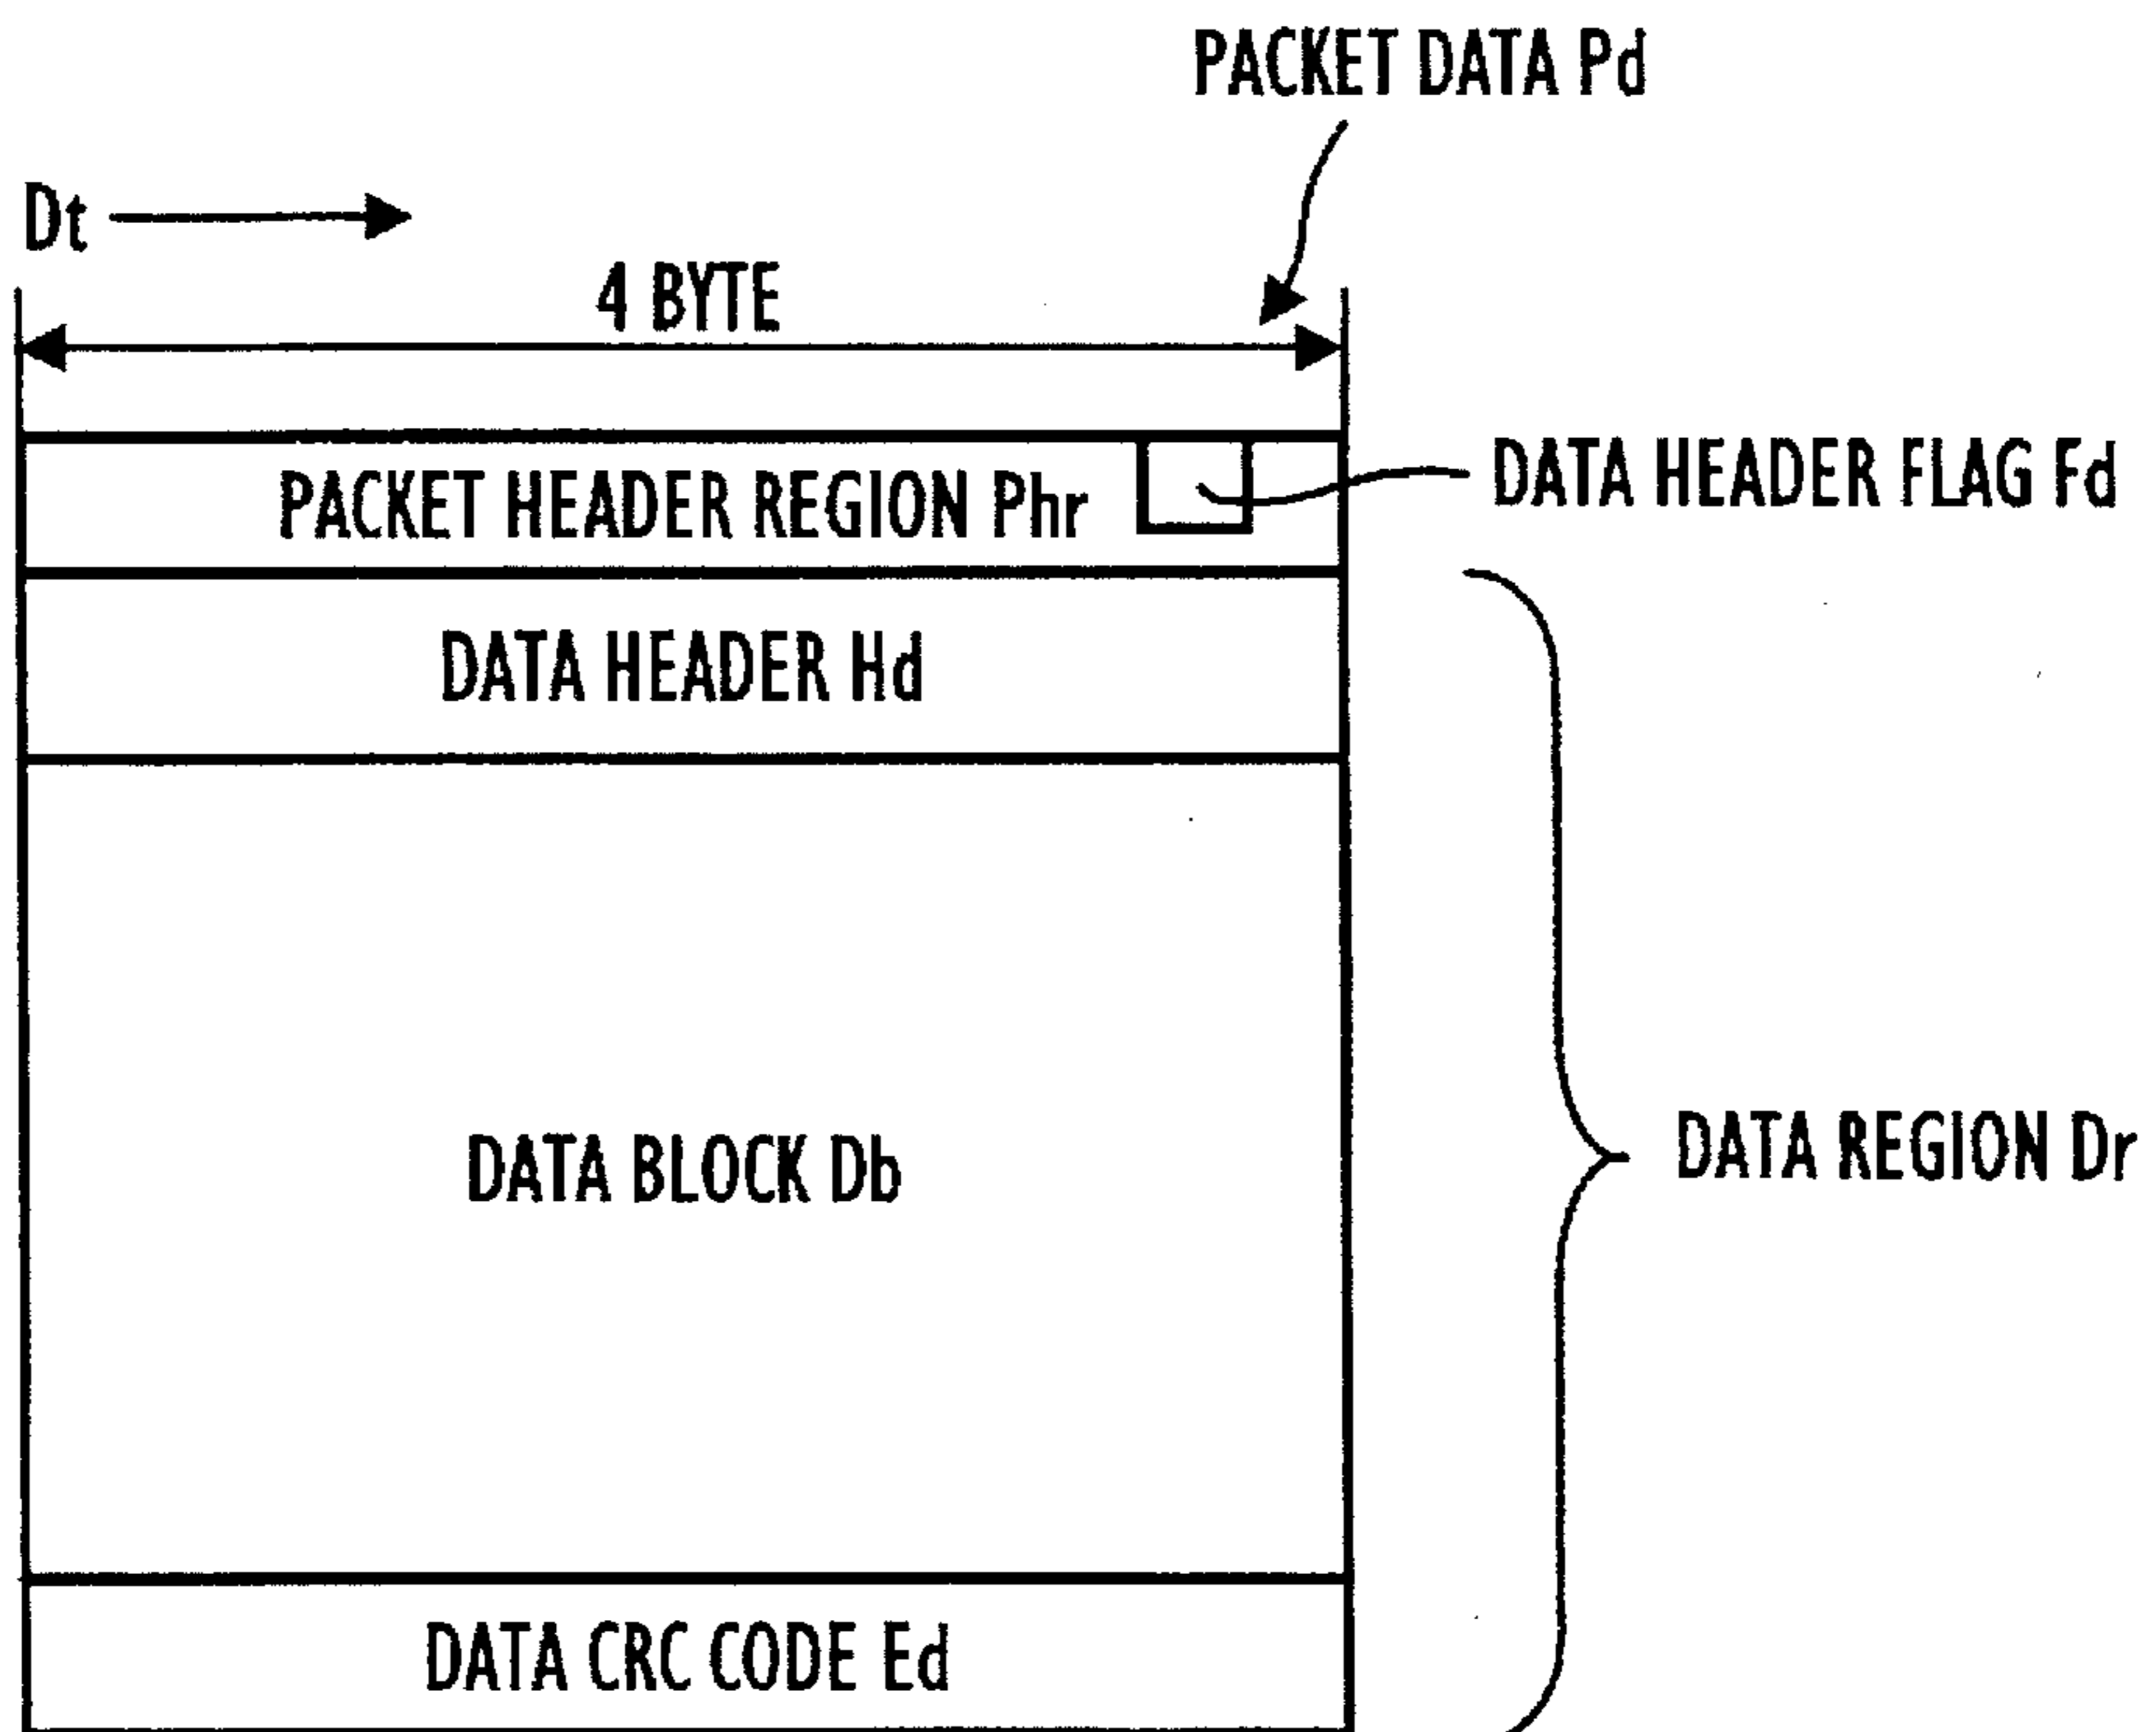 PACKET DATA Pd
Dt
4 BYTE
PACKET HEADER REGION Phr
DATA HEADER FLAG Fd
DATA HEADER Hd
DATA BLOCK Db
DATA REGION Dr
DATA CRC CODE Ed